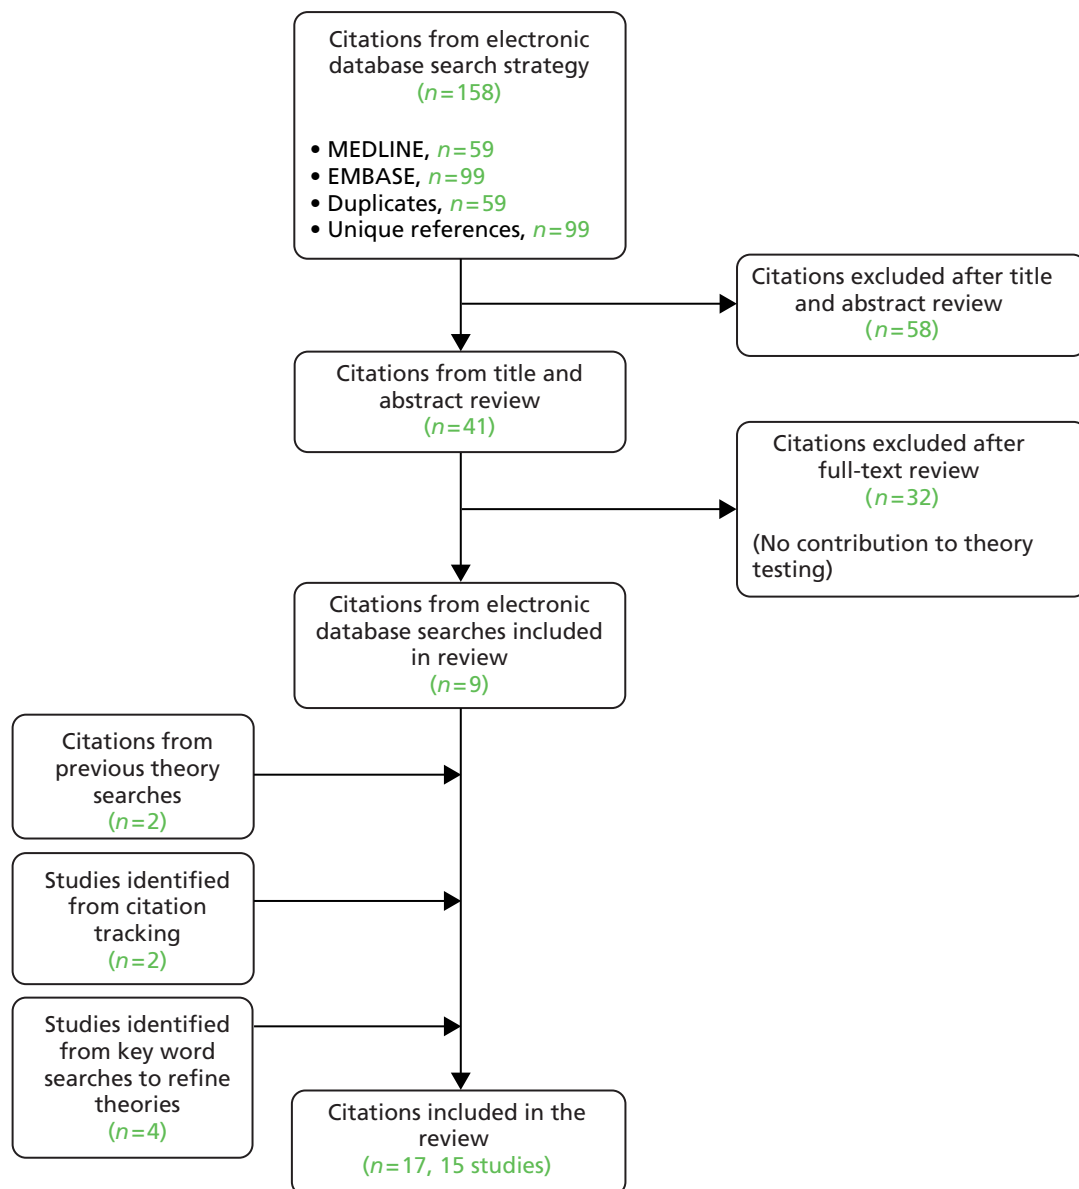 Citations from electronic
database search strategy
(n=158)
• MEDLINE, n=59
• EMBASE, n=99
• Duplicates, n=59
• Unique references, n=99
Citations excluded after title
and abstract review
(n=58)
Citations from title and
abstract review
(n=41)
Citations excluded after
full-text review
(n=32)
(No contribution to theory
testing)
Citations from electronic
database searches included
in review
(n=9)
Citations from
previous theory
searches
(n=2)
Studies identified
from citation
tracking
(n=2)
Studies identified
from key word
searches to refine
theories
(n=4)
Citations included in the
review
(n=17, 15 studies)